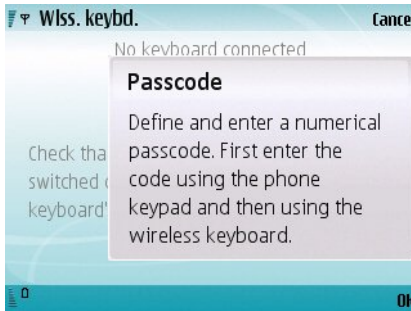 Wlss. keybd.
Cance
No keyboard connected
Passcode
Define and enter a numerical
passcode. First enter the
code using the phone
keypad and then using the
wireless keyboard.
Check tha
switched
keyboard'
OK